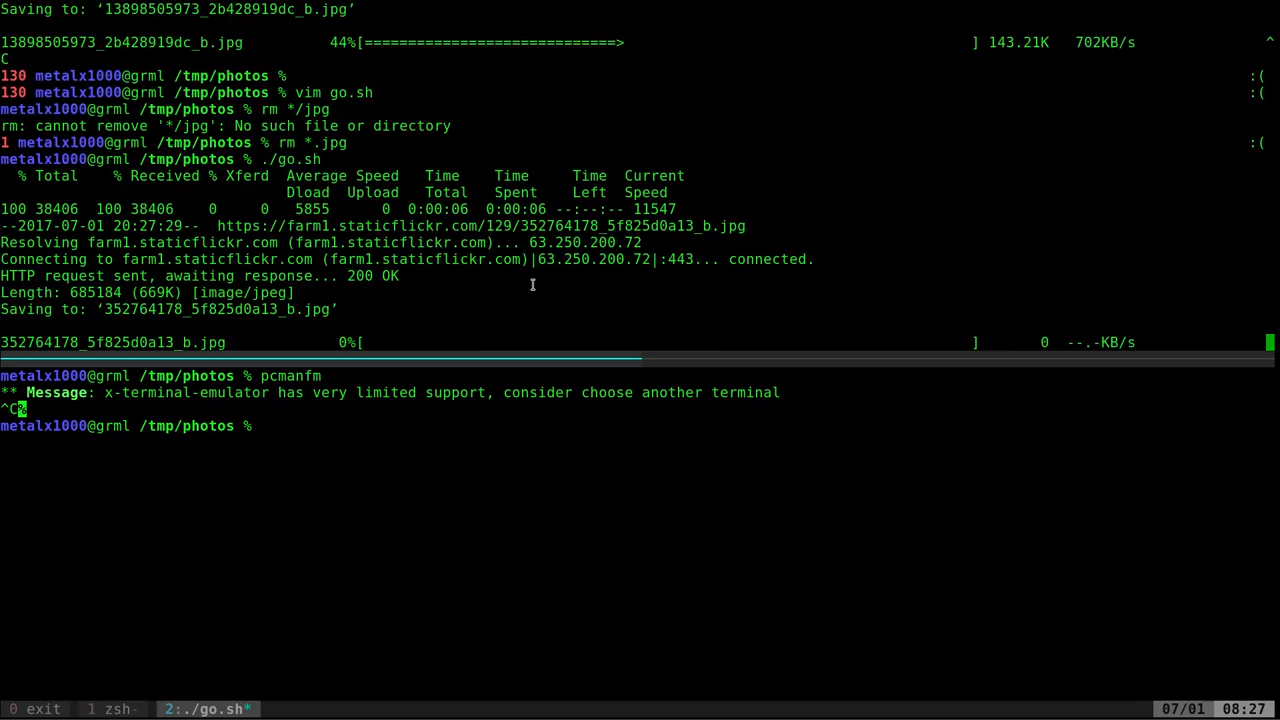 Saving to: ‘13898505973_2b428919dc_b.jpg’
13898505973_2b428919dc_b.jpg 44%[=============================> ] 143.21K 702KB/s ^
C
130 metalx1000@grml /tmp/photos % :(
130 metalx1000@grml /tmp/photos % vim go.sh :(
metalx1000@grml /tmp/photos % rm */jpg
rm: cannot remove '*/jpg': No such file or directory
1 metalx1000@grml /tmp/photos % rm *.jpg :(
metalx1000@grml /tmp/photos % ./go.sh
% Total % Received % Xferd Average Speed Time Time Time Current
Dload Upload Total Spent Left Speed
100 38406 100 38406 0 0 5855 0 0:00:06 0:00:06 --:--:-- 11547
--2017-07-01 20:27:29-- https://farm1.staticflickr.com/129/352764178_5f825d0a13_b.jpg
Resolving farm1.staticflickr.com (farm1.staticflickr.com)... 63.250.200.72
Connecting to farm1.staticflickr.com (farm1.staticflickr.com)|63.250.200.72|:443... connected.
HTTP request sent, awaiting response... 200 OK
Length: 685184 (669K) [image/jpeg]
Saving to: ‘352764178_5f825d0a13_b.jpg’
352764178_5f825d0a13_b.jpg 0%[ ] 0 --.-KB/s
metalx1000@grml /tmp/photos % pcmanfm
** Message: x-terminal-emulator has very limited support, consider choose another terminal
^C%
metalx1000@grml /tmp/photos %
0 exit 1 zsh- 2:./go.sh* 07/01 08:27